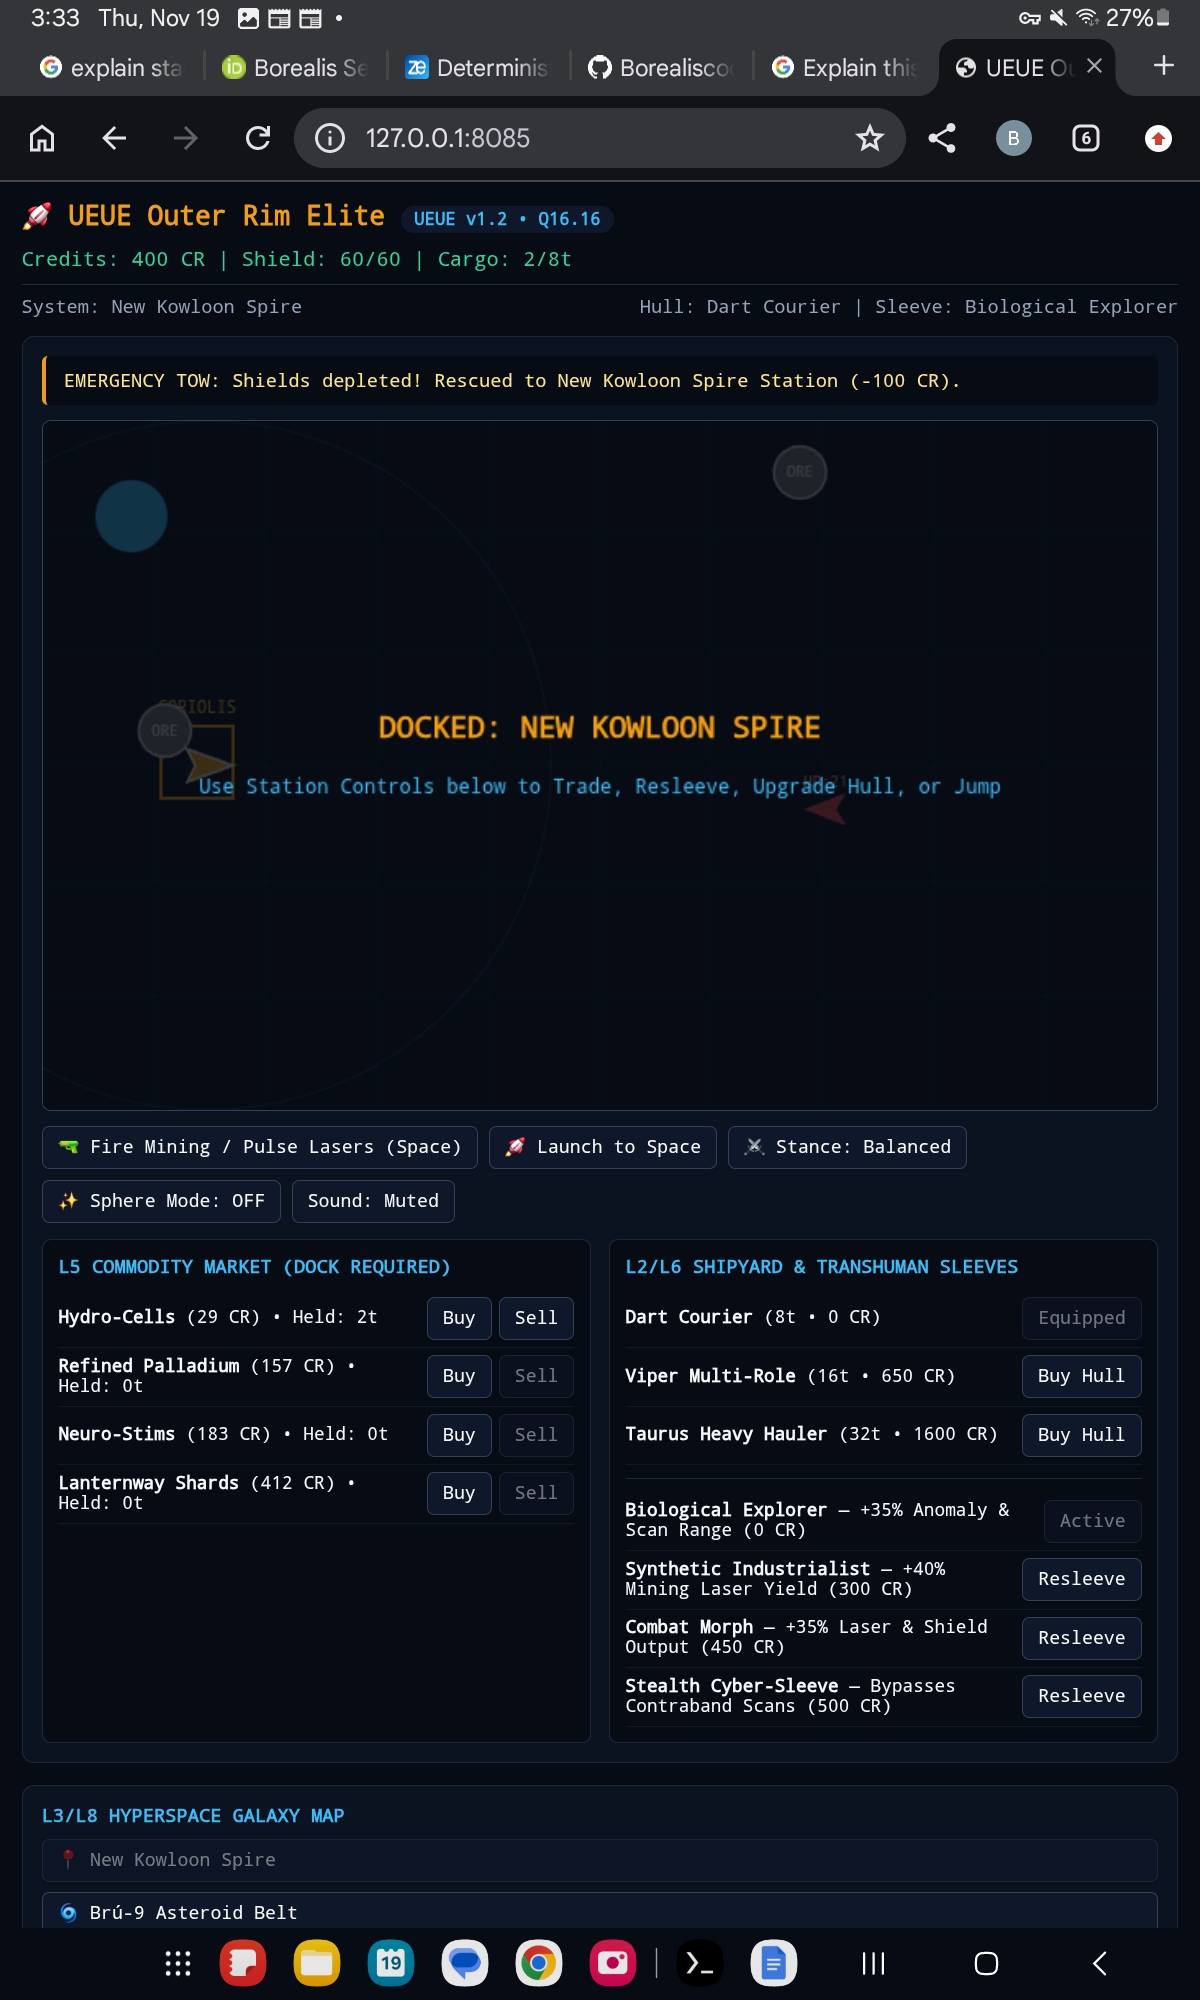 3:33 Thu, Nov 19 27%
explain sta Borealis Se Determinis Borealisco Explain this UEUE Ou
127.0.0.1:8085 B 6
UEUE Outer Rim Elite UEUE v1.2 • Q16.16
Credits: 400 CR | Shield: 60/60 | Cargo: 2/8t
System: New Kowloon Spire Hull: Dart Courier | Sleeve: Biological Explorer
EMERGENCY TOW: Shields depleted! Rescued to New Kowloon Spire Station (-100 CR).
ORE
CORIOLIS
ORE
DOCKED: NEW KOWLOON SPIRE
Use Station Controls below to Trade, Resleeve, Upgrade Hull, or Jump
Fire Mining / Pulse Lasers (Space) Launch to Space Stance: Balanced
Sphere Mode: OFF Sound: Muted
L5 COMMODITY MARKET (DOCK REQUIRED)
Hydro-Cells (29 CR) • Held: 2t Buy Sell
Refined Palladium (157 CR) •
Held: 0t Buy Sell
Neuro-Stims (183 CR) • Held: 0t Buy Sell
Lanternway Shards (412 CR) •
Held: 0t Buy Sell
L2/L6 SHIPYARD & TRANSHUMAN SLEEVES
Dart Courier (8t • 0 CR) Equipped
Viper Multi-Role (16t • 650 CR) Buy Hull
Taurus Heavy Hauler (32t • 1600 CR) Buy Hull
Biological Explorer — +35% Anomaly &
Scan Range (0 CR) Active
Synthetic Industrialist — +40%
Mining Laser Yield (300 CR) Resleeve
Combat Morph — +35% Laser & Shield
Output (450 CR) Resleeve
Stealth Cyber-Sleeve — Bypasses
Contraband Scans (500 CR) Resleeve
L3/L8 HYPERSPACE GALAXY MAP
New Kowloon Spire
Brú-9 Asteroid Belt
19